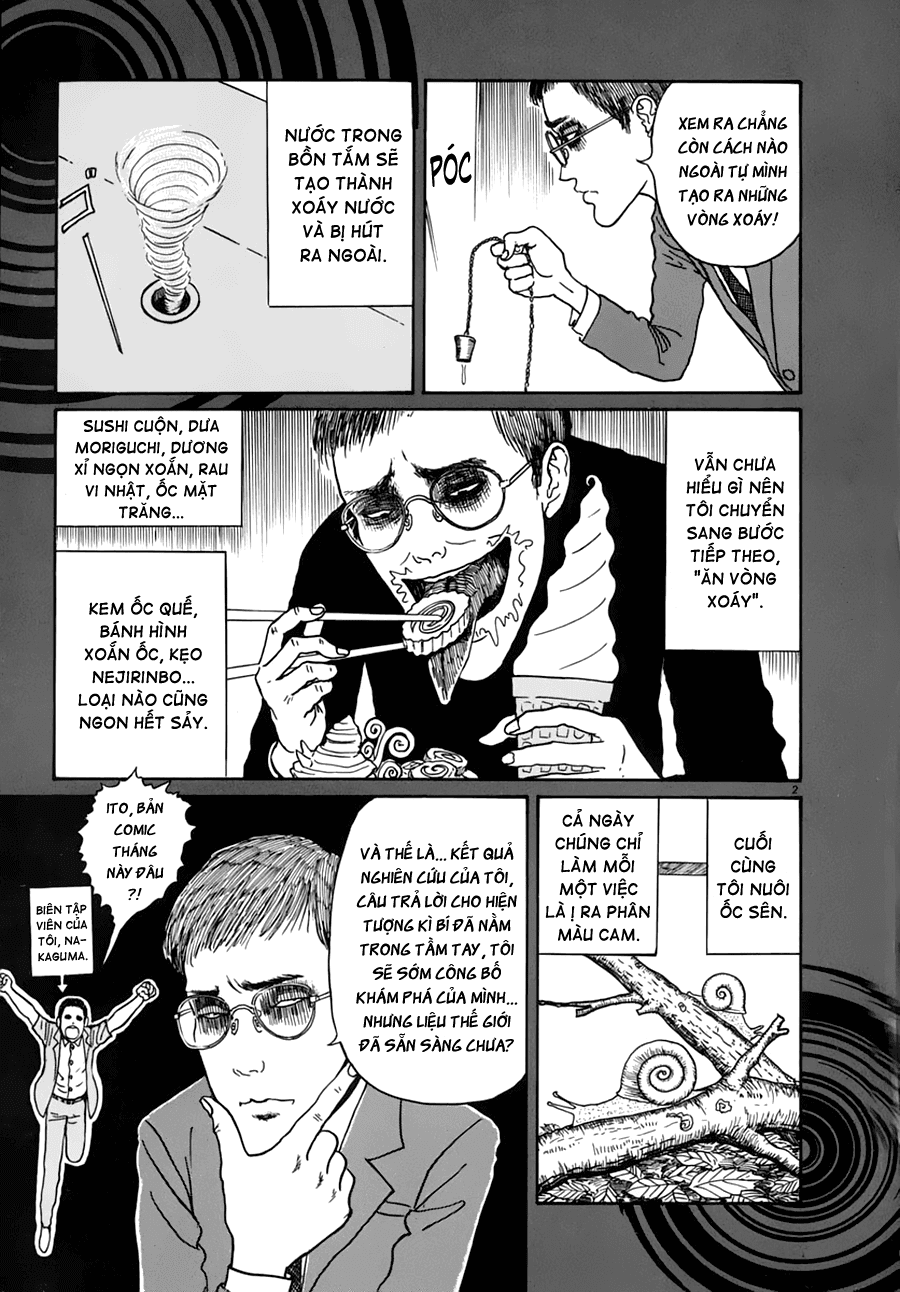 XEM RA CHẲNG
CÒN CÁCH NÀO
NGOÀI TỰ MÌNH
TẠO RA NHỮNG
VÒNG XOÁY!
PÓC
NƯỚC TRONG
BỒN TẮM SẼ
TẠO THÀNH
XOÁY NƯỚC
VÀ BỊ HÚT
RA NGOÀI.
VẪN CHƯA
HIỂU GÌ NÊN
TÔI CHUYỂN
SANG BƯỚC
TIẾP THEO,
"ĂN VÒNG
XOÁY".
SUSHI CUỘN, DƯA
MORIGUCHI, DƯƠNG
XỈ NGỌN XOẮN, RAU
VI NHẬT, ỐC MẶT
TRĂNG...
KEM ỐC QUẾ,
BÁNH HÌNH
XOẮN ỐC, KẸO
NEJIRINBO...
LOẠI NÀO CŨNG
NGON HẾT SẢY.
2
CUỐI
CÙNG
TÔI NUÔI
ỐC SÊN.
CẢ NGÀY
CHÚNG CHỈ
LÀM MỖI
MỘT VIỆC
LÀ Ị RA PHÂN
MÀU CAM.
VÀ THẾ LÀ... KẾT QUẢ
NGHIÊN CỨU CỦA TÔI,
CÂU TRẢ LỜI CHO HIỆN
TƯỢNG KÌ BÍ ĐÃ NẰM
TRONG TẦM TAY, TÔI
SẼ SỚM CÔNG BỐ
KHÁM PHÁ CỦA MÌNH...
NHƯNG LIỆU THẾ GIỚI
ĐÃ SẴN SÀNG CHƯA?
ITO, BẢN
COMIC
THÁNG
NÀY ĐÂU
?!
BIÊN TẬP
VIÊN CỦA
TÔI, NA-
KAGUMA.